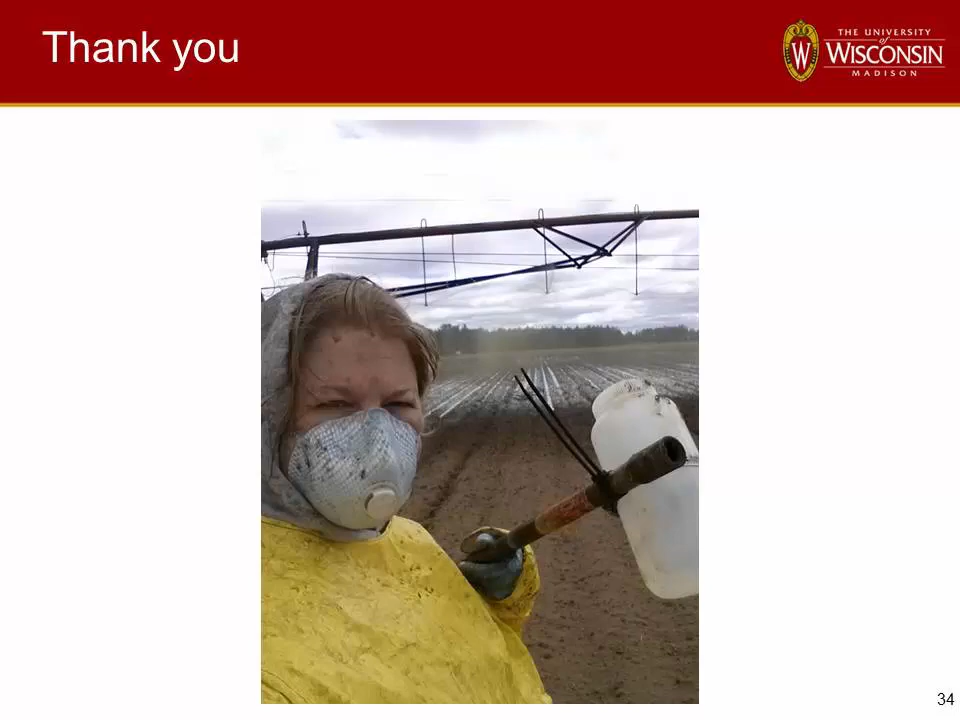 Thank you
THE UNIVERSITY
of
WISCONSIN
MADISON
W
34